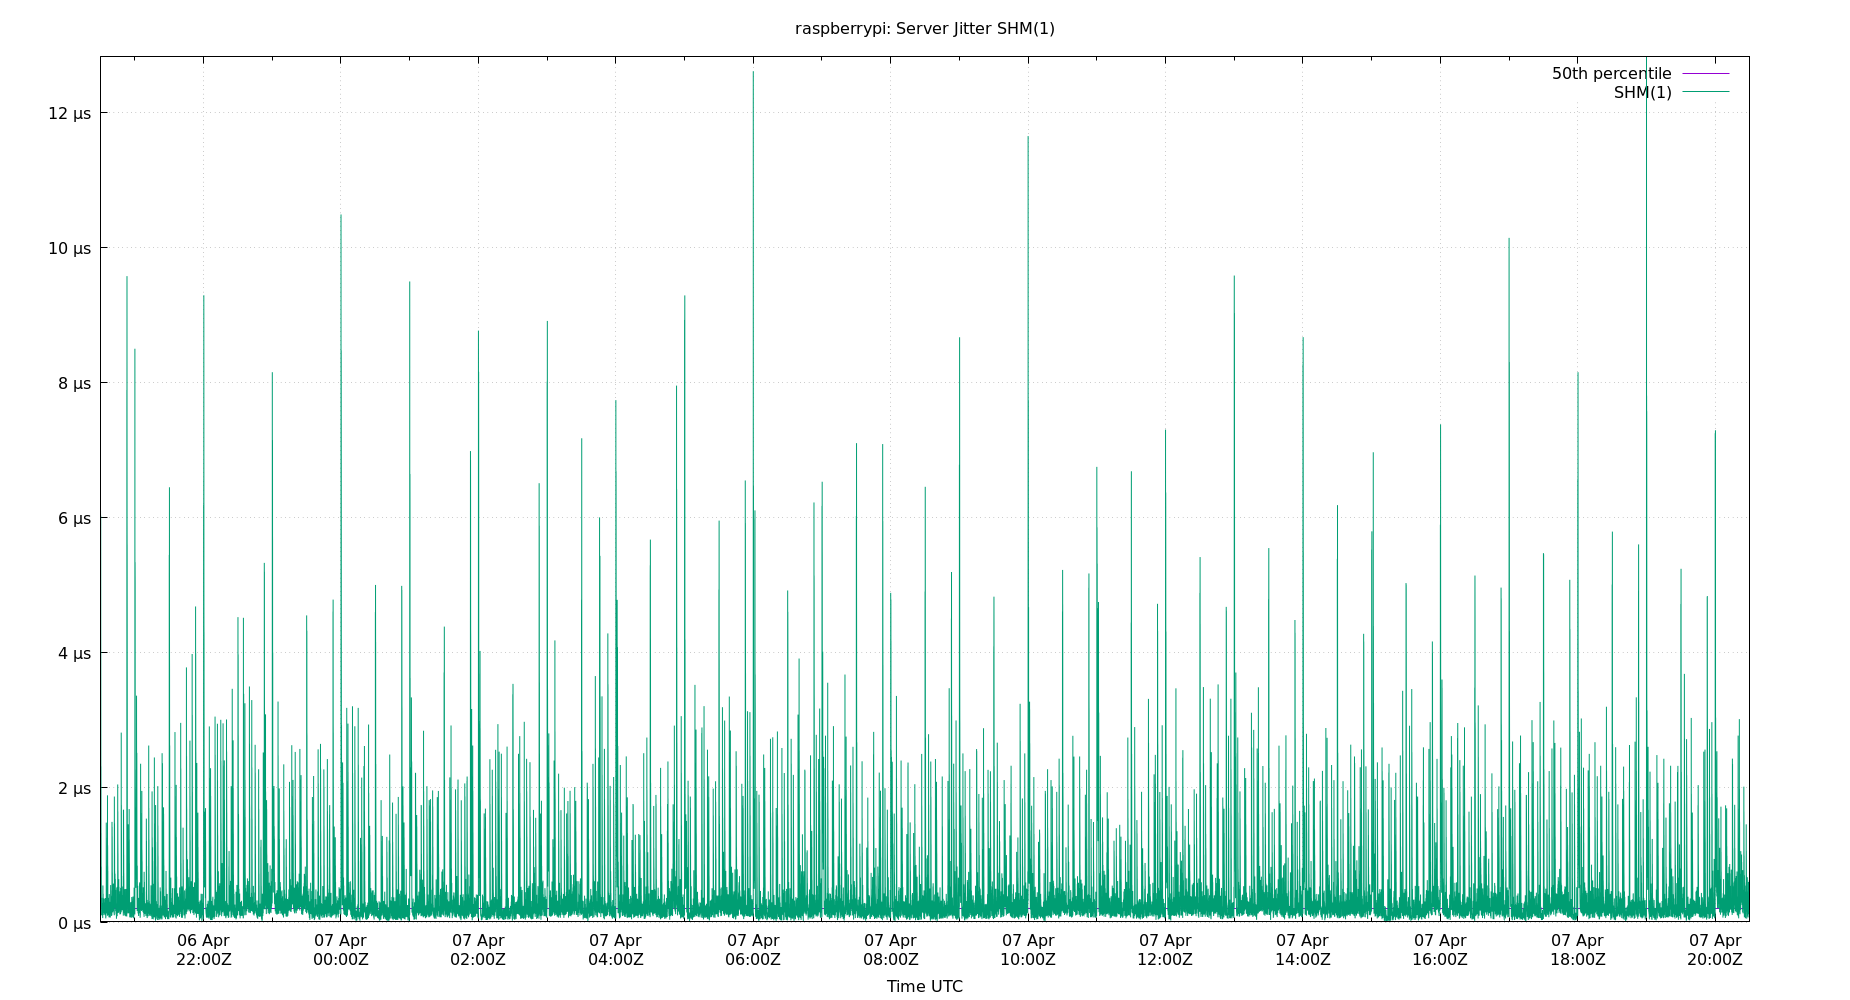 raspberrypi: Server Jitter SHM(1)
50th percentile
SHM(1)
12 µs
10 µs
8 µs
6 µs
4 µs
2 µs
0 µs
06 Apr 07 Apr 07 Apr 07 Apr 07 Apr 07 Apr 07 Apr 07 Apr 07 Apr 07 Apr 07 Apr 07 Apr
22:00Z 00:00Z 02:00Z 04:00Z 06:00Z 08:00Z 10:00Z 12:00Z 14:00Z 16:00Z 18:00Z 20:00Z
Time UTC